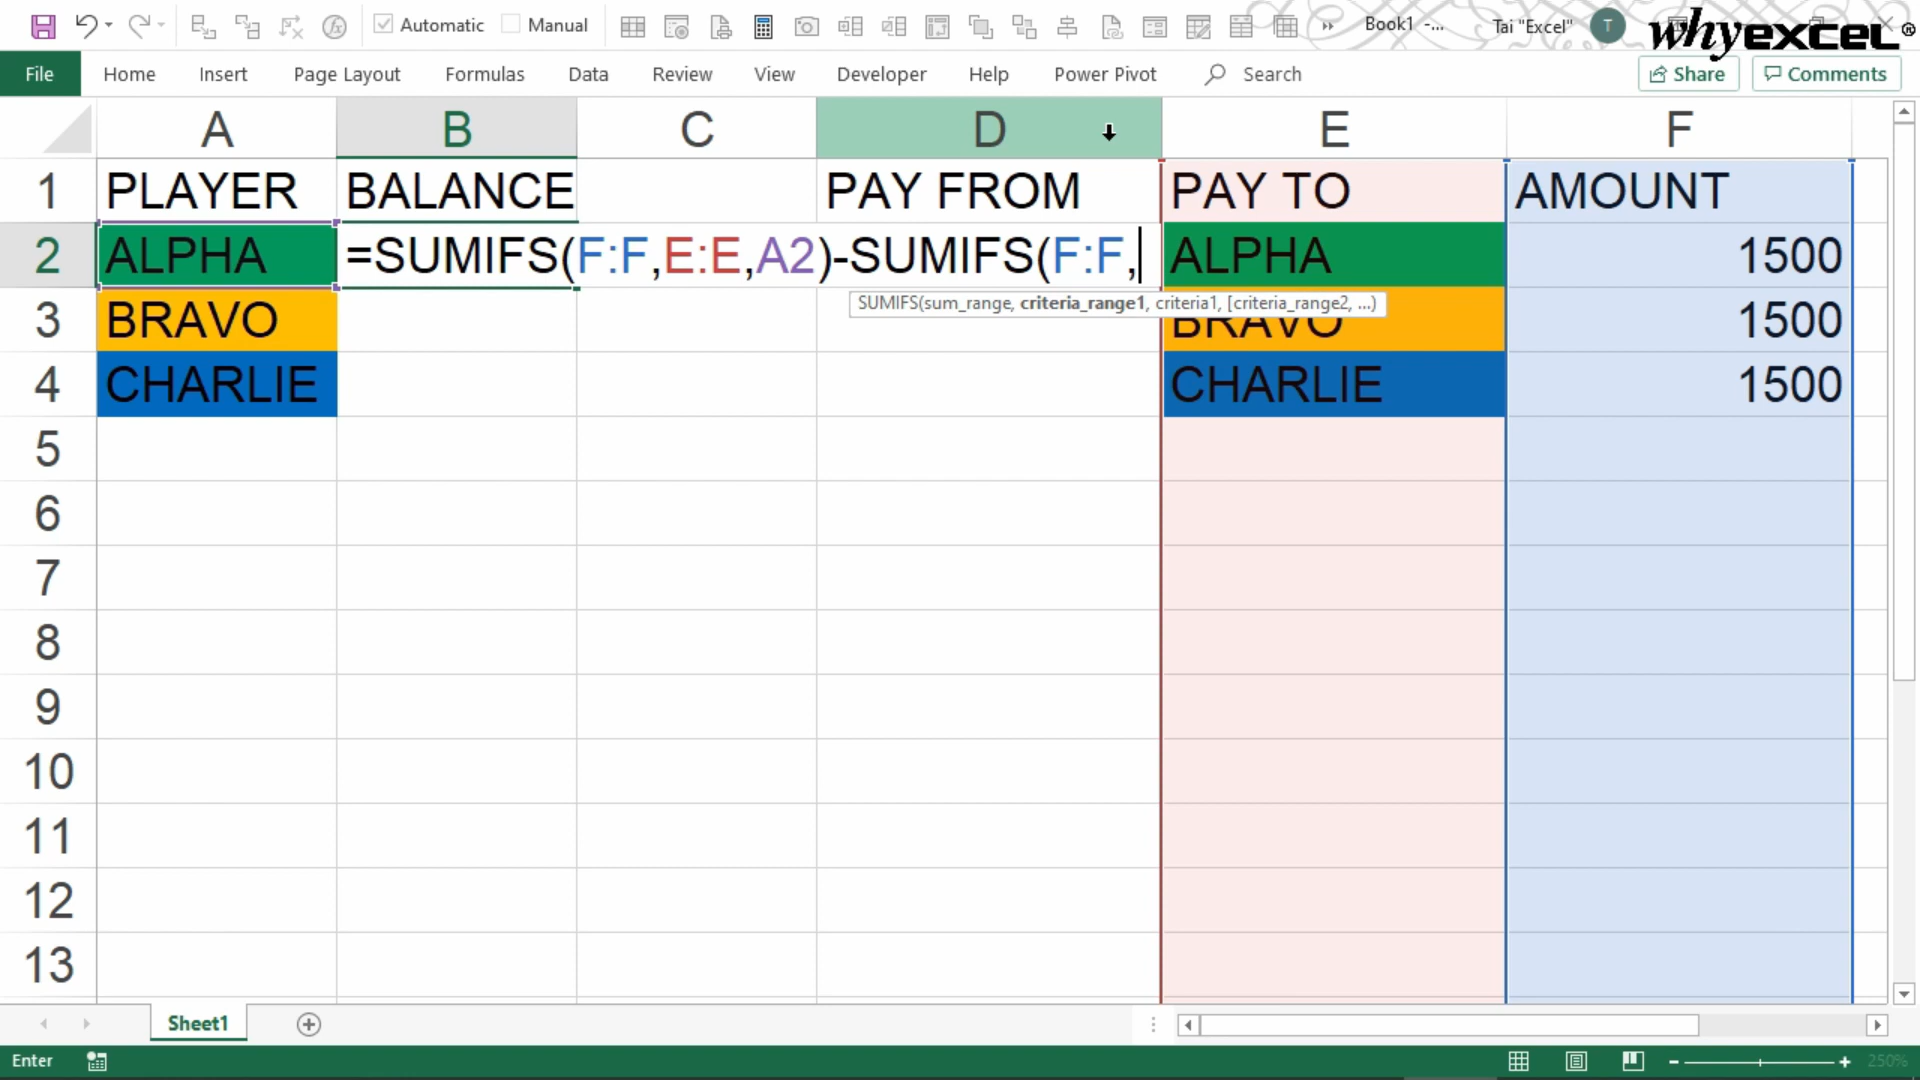 Automatic Manual Book1 -... Tai "Excel" T whyexcel®
File Home Insert Page Layout Formulas Data Review View Developer Help Power Pivot Search Share Comments
A B C D E F
1 PLAYER BALANCE PAY FROM PAY TO AMOUNT
2 ALPHA =SUMIFS(F:F,E:E,A2)-SUMIFS(F:F, ALPHA 1500
SUMIFS(sum_range, criteria_range1, criteria1, [criteria_range2, ...)
3 BRAVO BRAVO 1500
4 CHARLIE CHARLIE 1500
5
6
7
8
9
10
11
12
13
Sheet1
Enter 250%